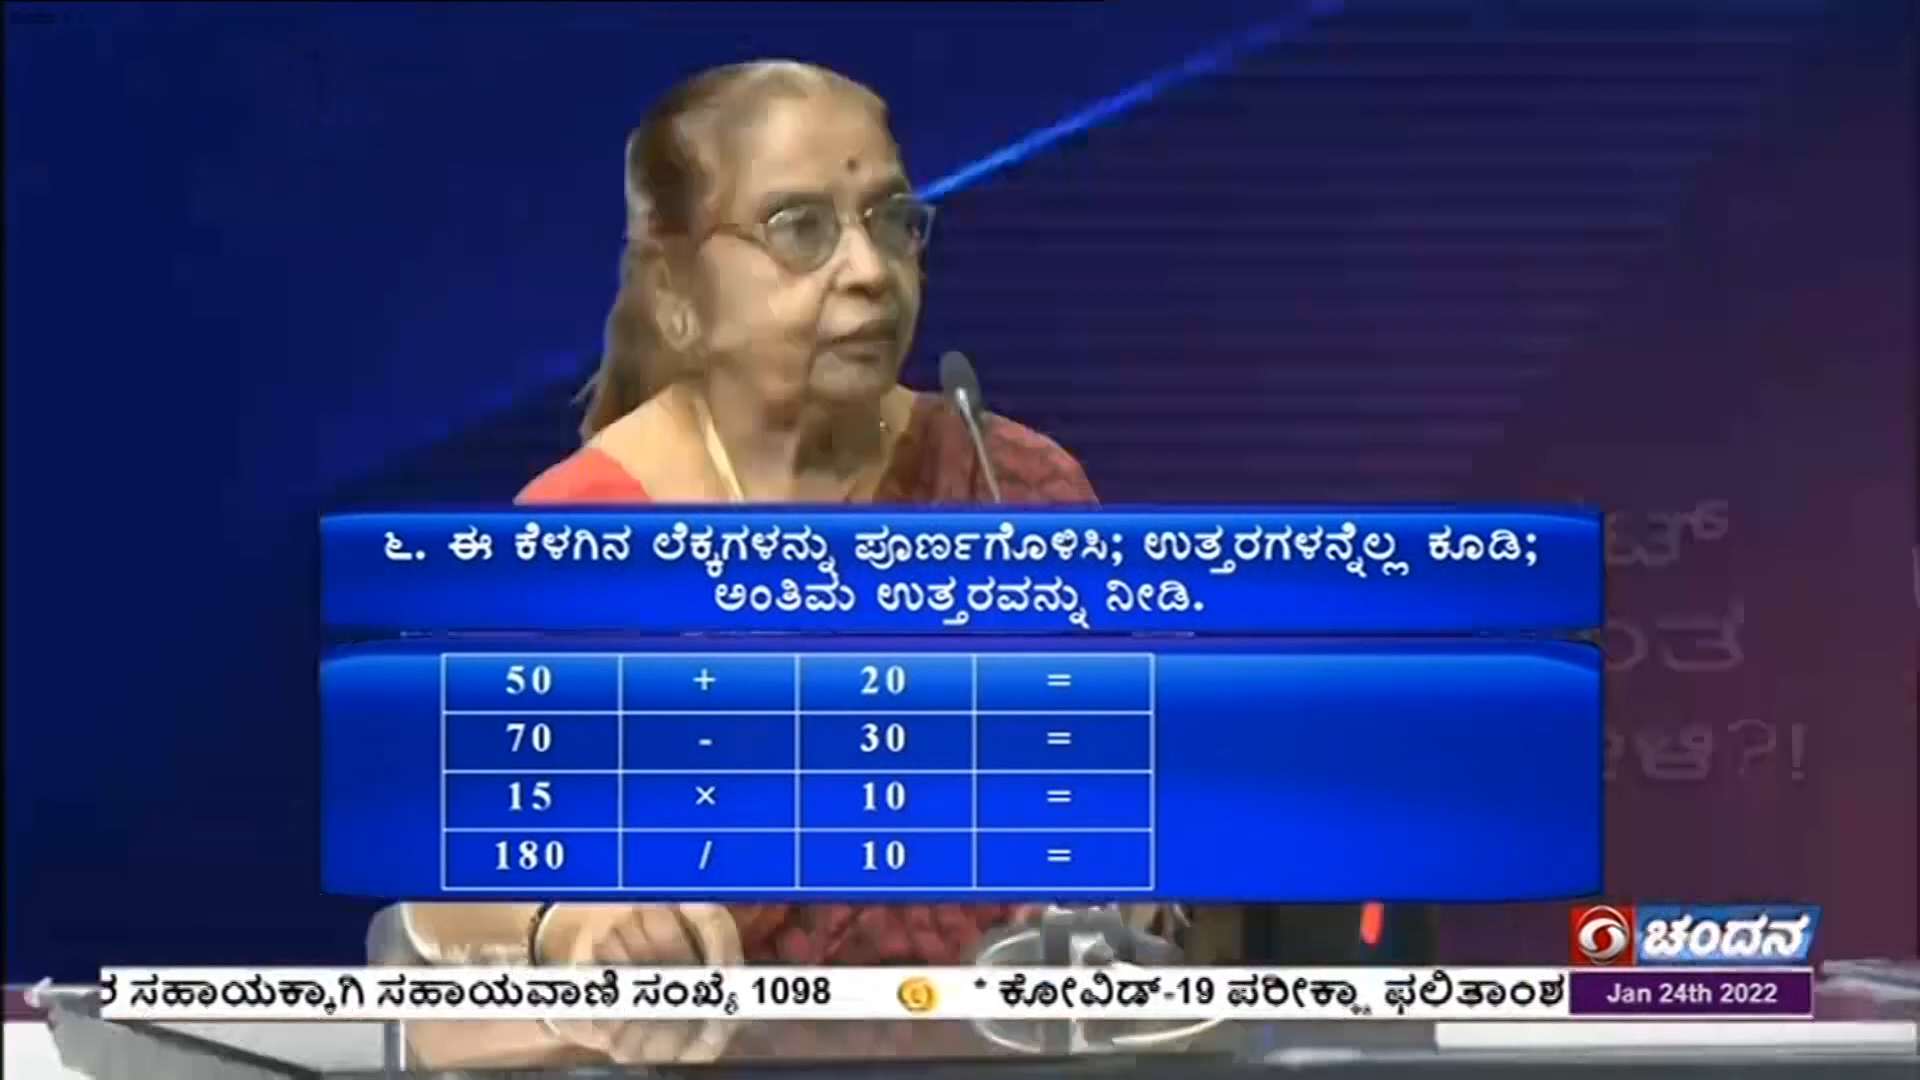 ೬. ಈ ಕೆಳಗಿನ ಲೆಕ್ಕಗಳನ್ನು ಪೂರ್ಣಗೊಳಿಸಿ; ಉತ್ತರಗಳನ್ನೆಲ್ಲ ಕೂಡಿ;
ಅಂತಿಮ ಉತ್ತರವನ್ನು ನೀಡಿ.
50 + 20 =
70 - 30 =
15 × 10 =
180 / 10 =
ಚಂದನ
ಸಹಾಯಕ್ಕಾಗಿ ಸಹಾಯವಾಣಿ ಸಂಖ್ಯೆ 1098 * ಕೋವಿಡ್-19 ಪರೀಕ್ಷಾ ಫಲಿತಾಂಶ
Jan 24th 2022